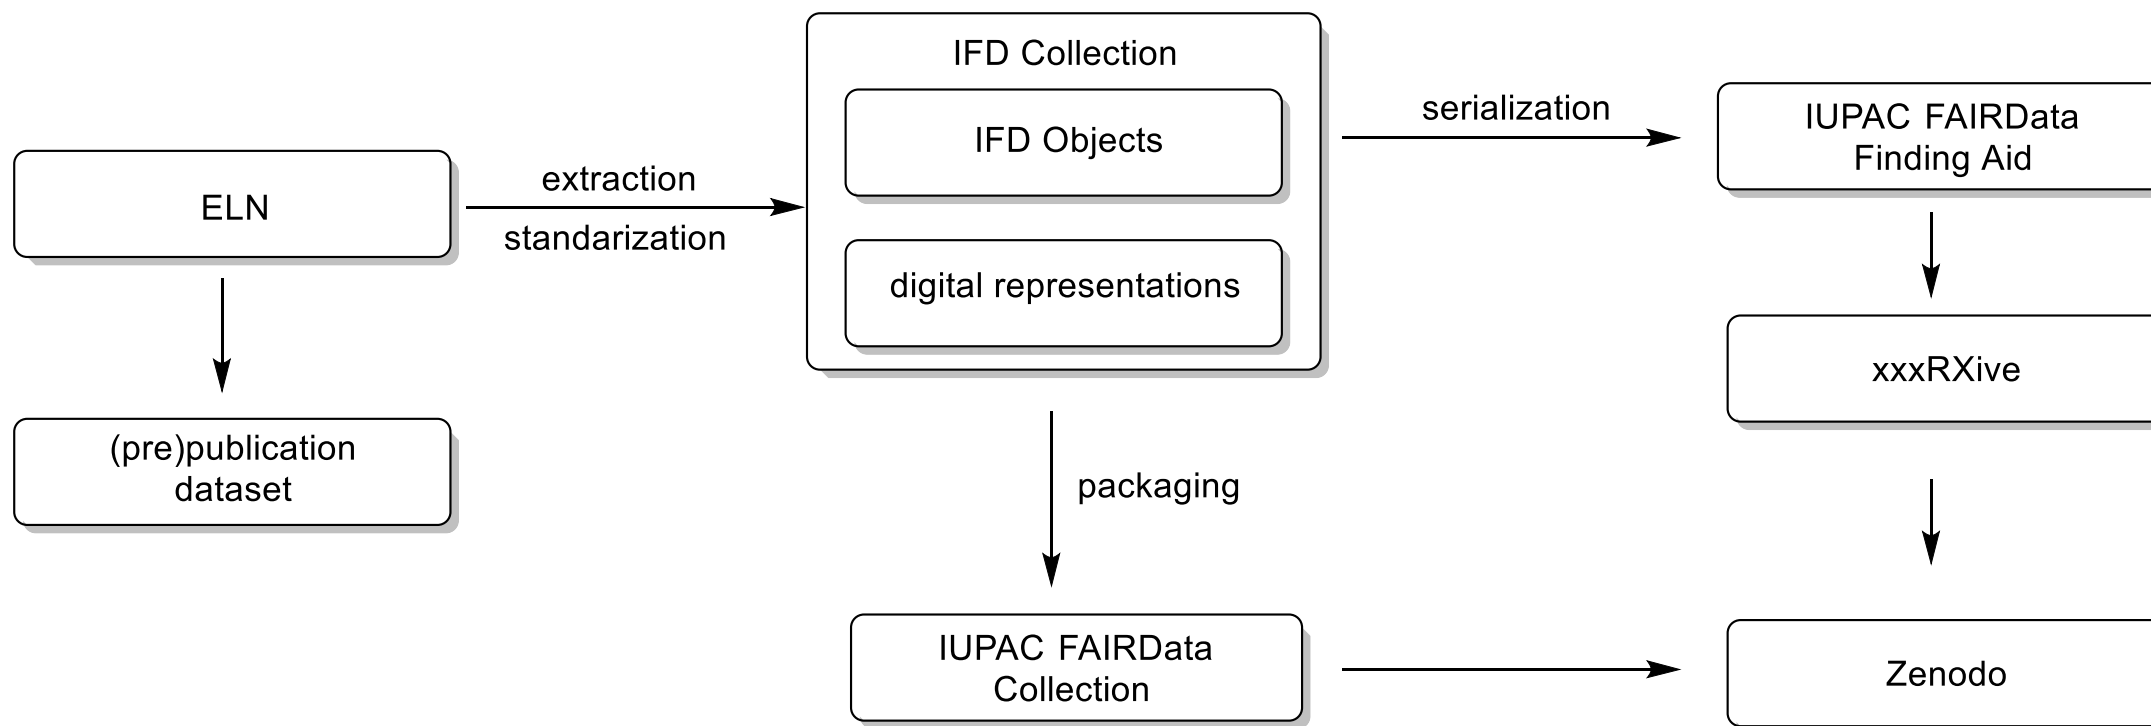 ELN
(pre)publication
dataset
extraction
standarization
IFD Collection
IFD Objects
digital representations
packaging
IUPAC FAIRData
Collection
serialization
IUPAC FAIRData
Finding Aid
xxxRXive
Zenodo